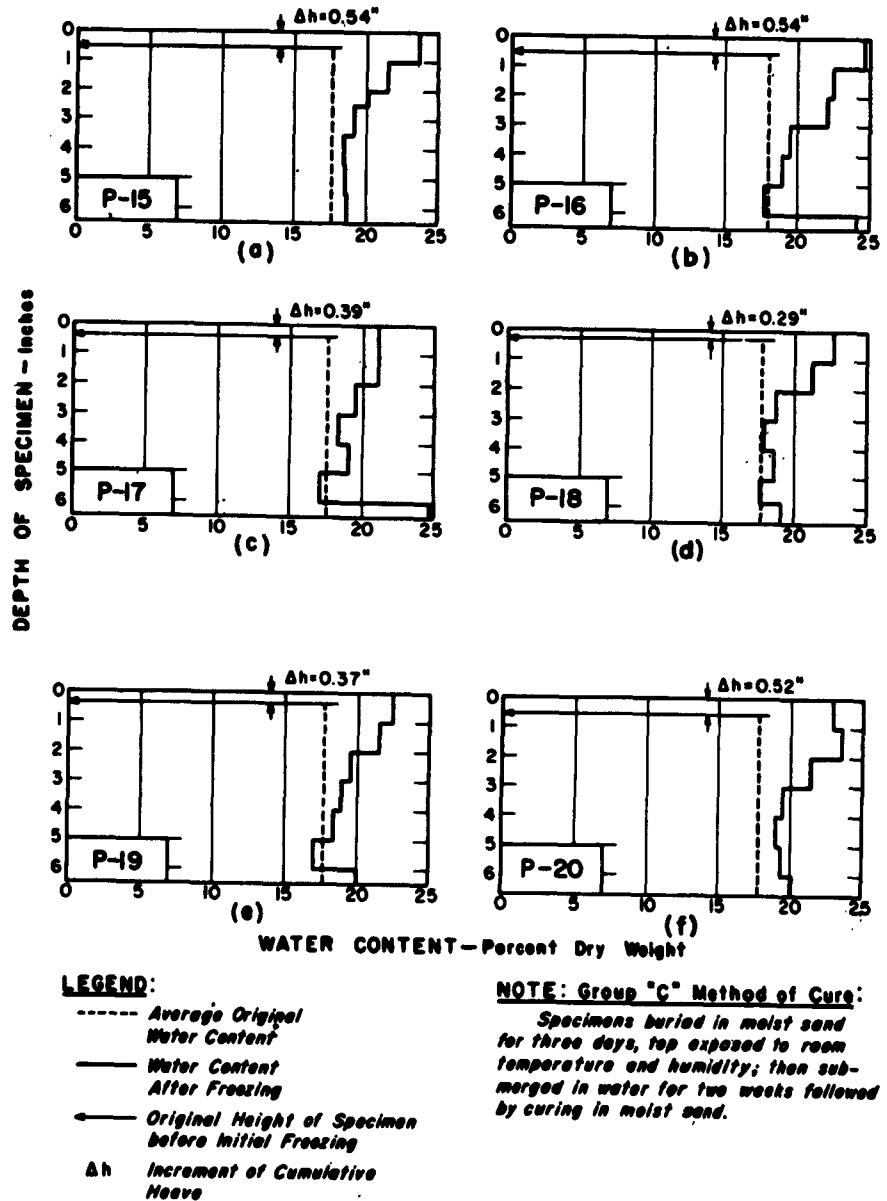 Δh=0.54"
0
1
2
3
4
5
6
P-15
0 5 10 15 20 25
(a)
Δh=0.54"
0
1
2
3
4
5
6
P-16
0 5 10 15 20 25
(b)
Δh=0.39"
0
1
2
3
4
5
6
P-17
0 5 10 15 20 25
(c)
Δh=0.29"
0
1
2
3
4
5
6
P-18
0 5 10 15 20 25
(d)
DEPTH OF SPECIMEN-Inches
Δh=0.37"
0
1
2
3
4
5
6
P-19
0 5 10 15 20 25
(e)
Δh=0.52"
0
1
2
3
4
5
6
P-20
0 5 10 15 20 25
(f)
WATER CONTENT-Percent Dry Weight
LEGEND:
Average Original
Water Content
Water Content
After Freezing
Original Height of Specimen
before Initial Freezing
Δh Increment of Cumulative
Heave
NOTE: Group "C" Method of Cure:
Specimens buried in moist sand
for three days, top exposed to room
temperature and humidity; then sub-
merged in water for two weeks followed
by curing in moist sand.